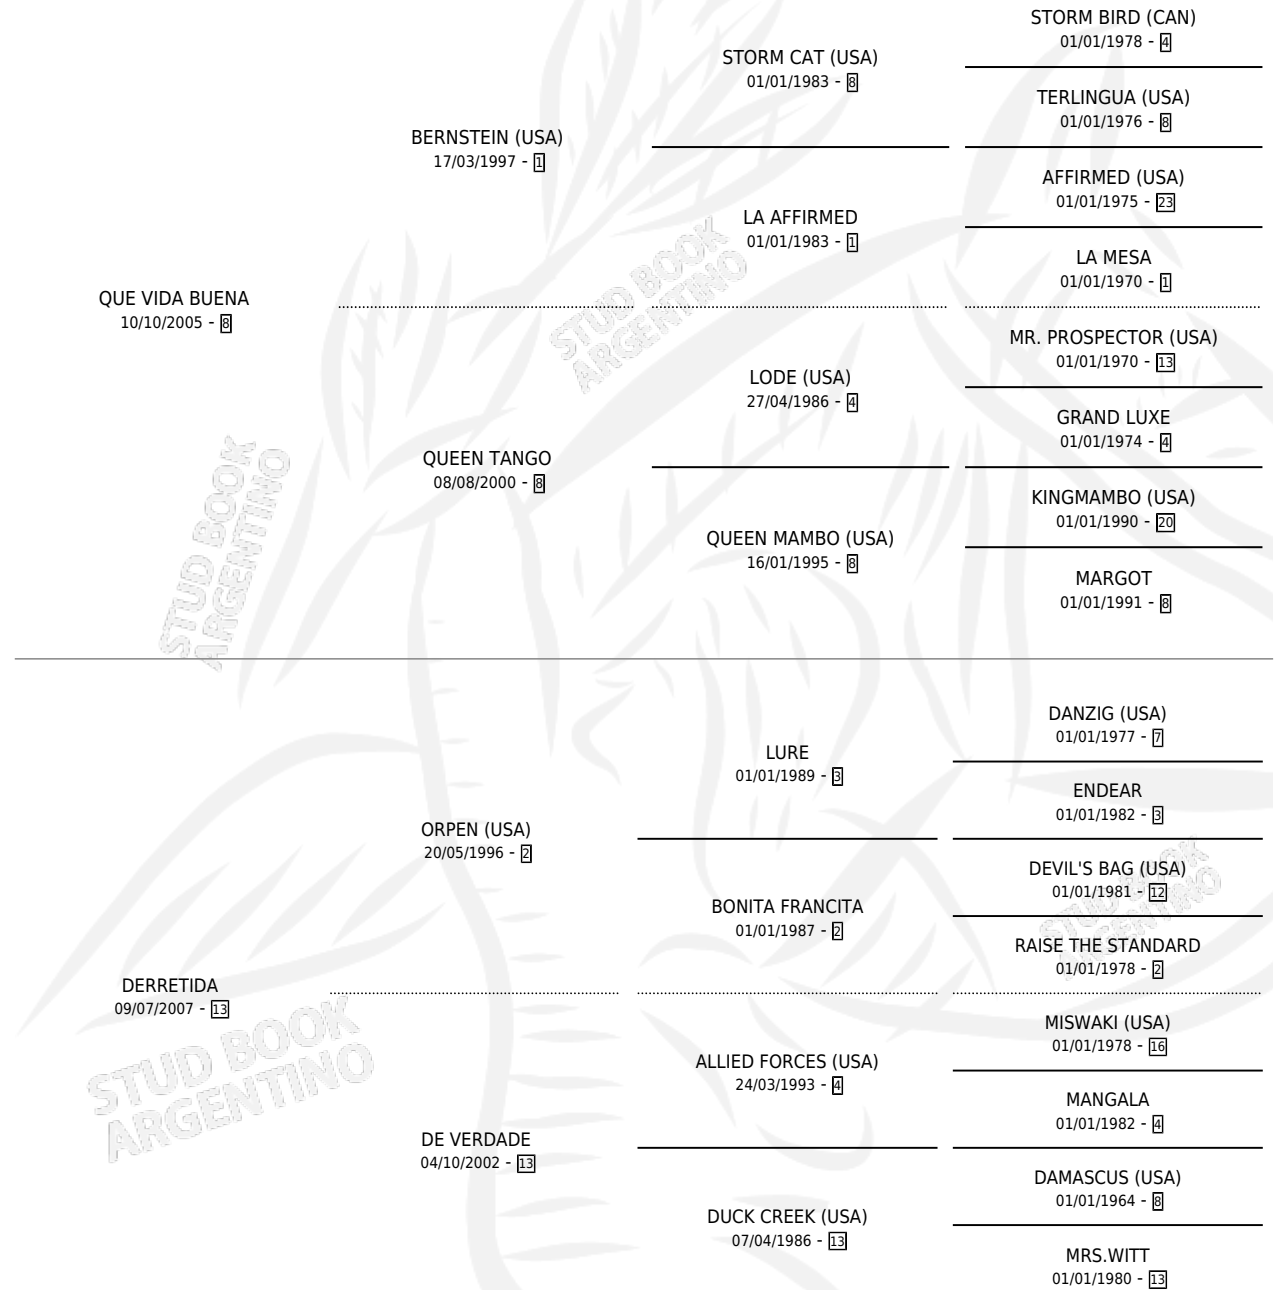 STORM BIRD (CAN)
01/01/1978 - 4
STORM CAT (USA)
01/01/1983 - 8
TERLINGUA (USA)
01/01/1976 - 8
BERNSTEIN (USA)
17/03/1997 - 1
AFFIRMED (USA)
01/01/1975 - 23
LA AFFIRMED
01/01/1983 - 1
LA MESA
01/01/1970 - 1
QUE VIDA BUENA
10/10/2005 - 8
MR. PROSPECTOR (USA)
01/01/1970 - 13
LODE (USA)
27/04/1986 - 4
GRAND LUXE
01/01/1974 - 4
QUEEN TANGO
08/08/2000 - 8
KINGMAMBO (USA)
01/01/1990 - 20
QUEEN MAMBO (USA)
16/01/1995 - 8
MARGOT
01/01/1991 - 8
STUD BOOK
ARGENTINO
STUD BOOK
ARGENTINO
DANZIG (USA)
01/01/1977 - 7
LURE
01/01/1989 - 3
ENDEAR
01/01/1982 - 3
ORPEN (USA)
20/05/1996 - 2
DEVIL'S BAG (USA)
01/01/1981 - 12
BONITA FRANCITA
01/01/1987 - 2
RAISE THE STANDARD
01/01/1978 - 2
DERRETIDA
09/07/2007 - 13
MISWAKI (USA)
01/01/1978 - 16
ALLIED FORCES (USA)
24/03/1993 - 4
MANGALA
01/01/1982 - 4
DE VERDADE
04/10/2002 - 13
DAMASCUS (USA)
01/01/1964 - 8
DUCK CREEK (USA)
07/04/1986 - 13
MRS.WITT
01/01/1980 - 13
STUD BOOK
ARGENTINO
STUD BOOK
ARGENTINO